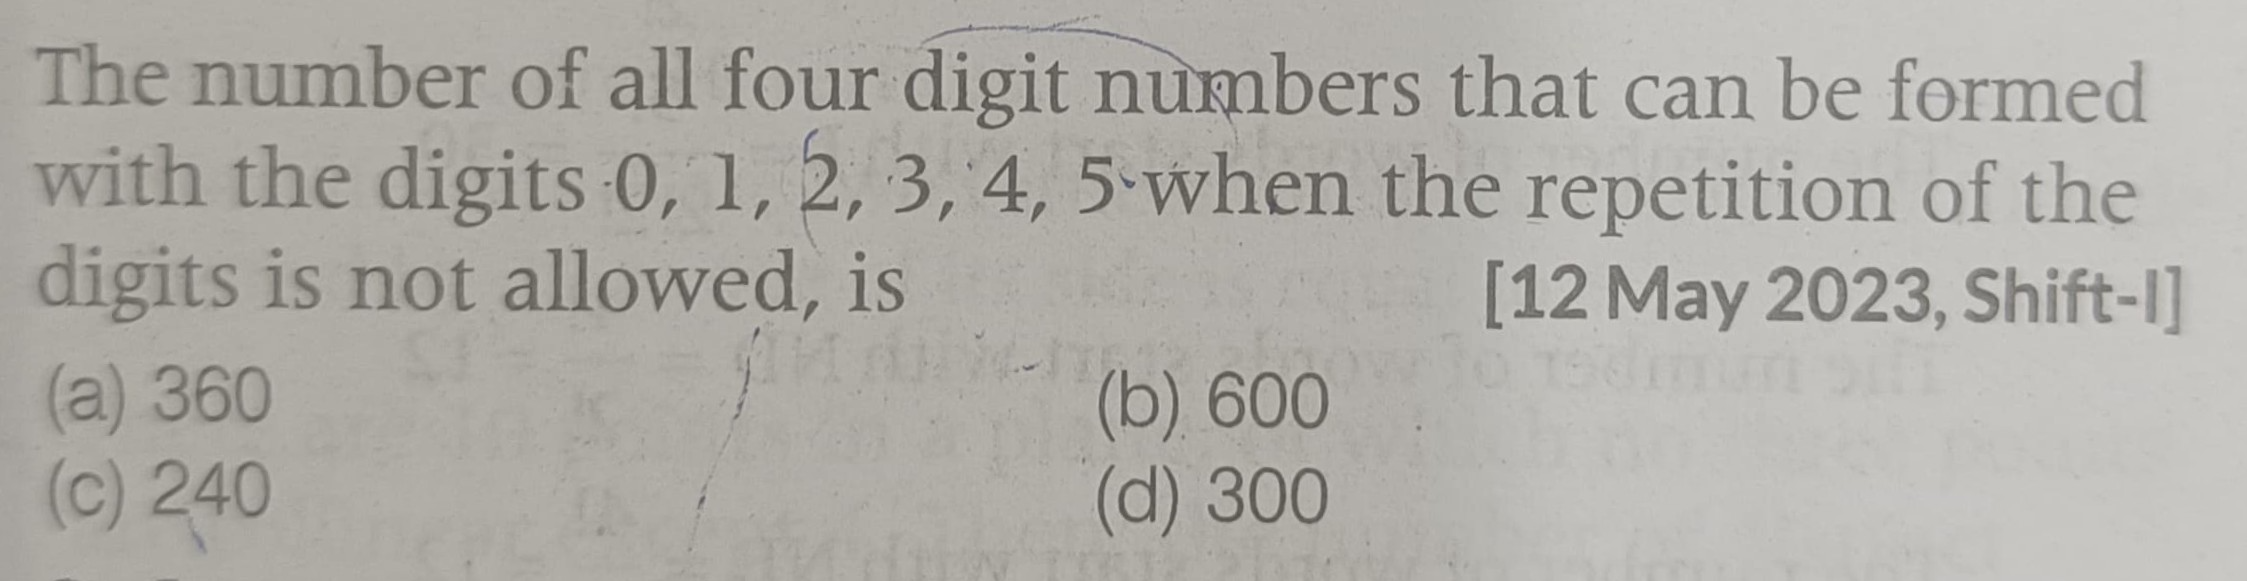 The number of all four digit numbers that can be formed
with the digits 0, 1, 2, 3, 4, 5 when the repetition of the
digits is not allowed, is [12 May 2023, Shift-I]
(a) 360 (b) 600
(c) 240 (d) 300